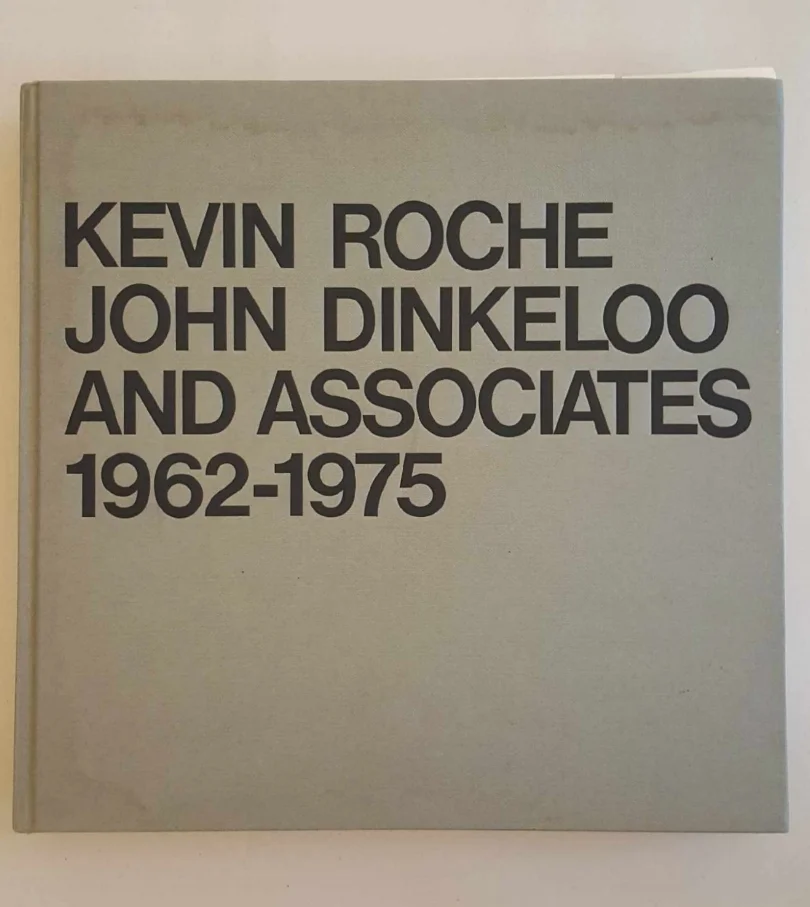 KEVIN ROCHE
JOHN DINKELOO
AND ASSOCIATES
1962-1975